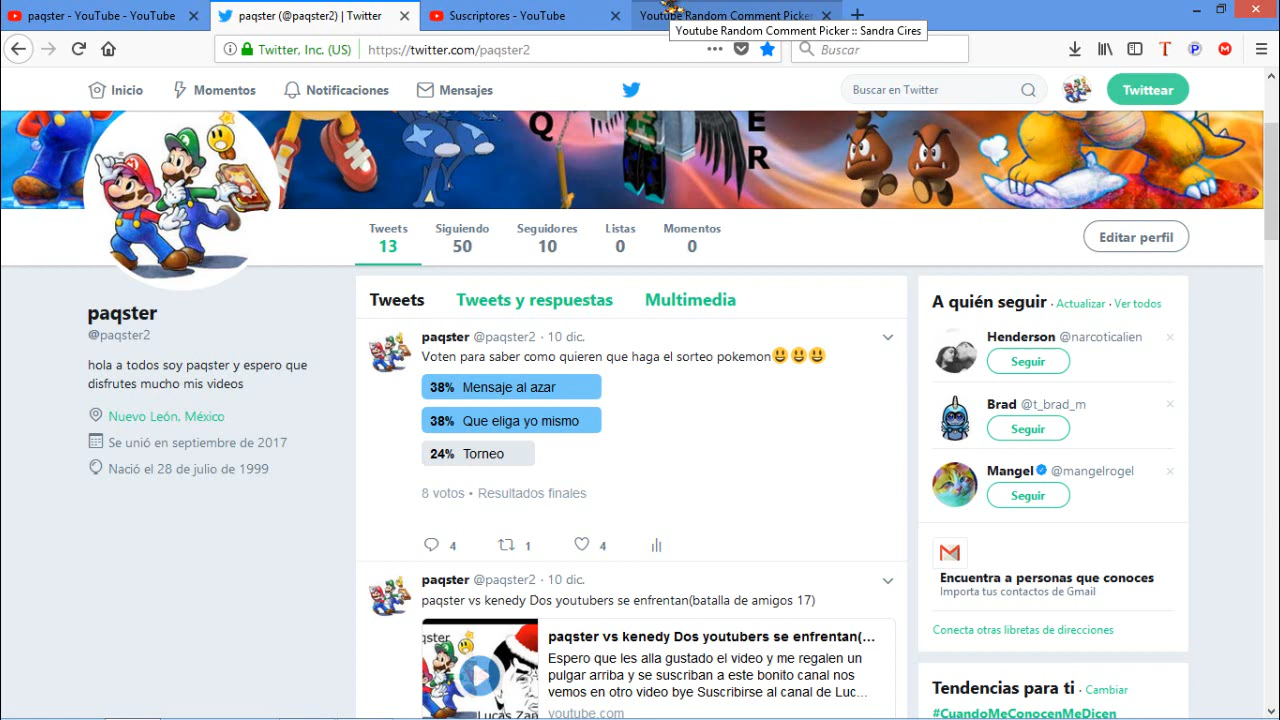 paqster - YouTube - YouTube
paqster (@paqster2) | Twitter
Suscriptores - YouTube
Youtube Random Comment Picker
Youtube Random Comment Picker :: Sandra Cires
Twitter, Inc. (US)
https://twitter.com/paqster2
Buscar
Inicio
Momentos
Notificaciones
Mensajes
Buscar en Twitter
Twittear
Q
E
R
Tweets
13
Siguiendo
50
Seguidores
10
Listas
0
Momentos
0
Editar perfil
paqster
@paqster2
hola a todos soy paqster y espero que
disfrutes mucho mis videos
Nuevo León, México
Se unió en septiembre de 2017
Nació el 28 de julio de 1999
Tweets
Tweets y respuestas
Multimedia
paqster @paqster2 · 10 dic.
Voten para saber como quieren que haga el sorteo pokemon😃😃😃
38% Mensaje al azar
38% Que eliga yo mismo
24% Torneo
8 votos • Resultados finales
4
1
4
paqster @paqster2 · 10 dic.
paqster vs kenedy Dos youtubers se enfrentan(batalla de amigos 17)
qster
Lucas Zan
paqster vs kenedy Dos youtubers se enfrentan(...
Espero que les alla gustado el video y me regalen un
pulgar arriba y se suscriban a este bonito canal nos
vemos en otro video bye Suscribirse al canal de Luc...
youtube.com
A quién seguir · Actualizar · Ver todos
Henderson @narcoticalien
Seguir
Brad @t_brad_m
Seguir
Mangel @mangelrogel
Seguir
Encuentra a personas que conoces
Importa tus contactos de Gmail
Conecta otras libretas de direcciones
Tendencias para ti · Cambiar
#CuandoMeConocenMeDicen